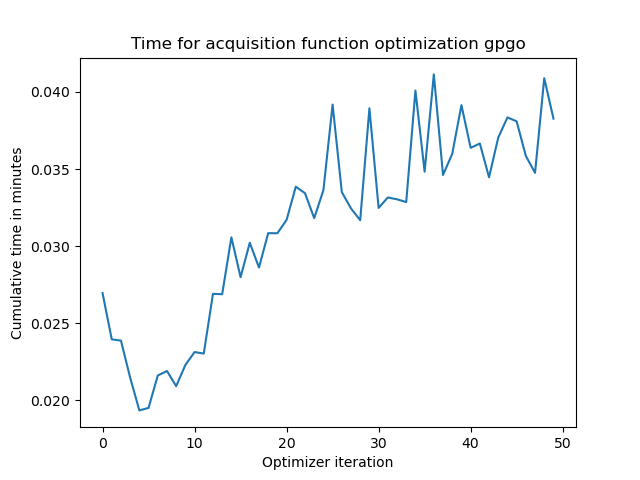 Time for acquisition function optimization gpgo
0.040
0.035
0.030
0.025
0.020
Cumulative time in minutes
0 10 20 30 40 50
Optimizer iteration